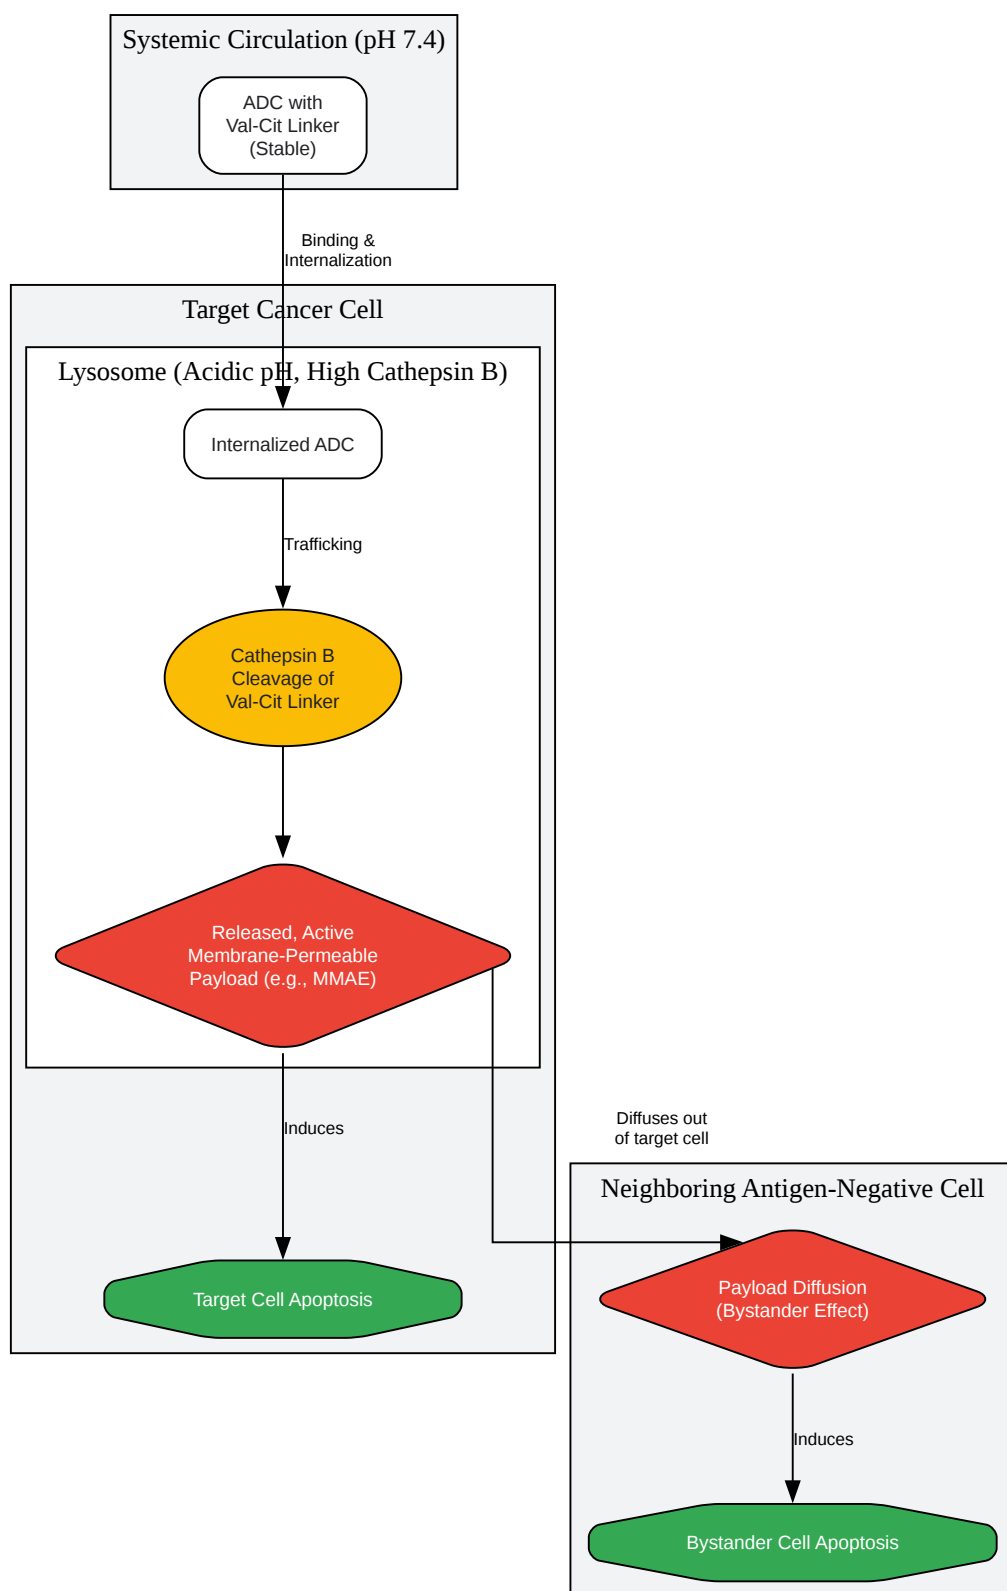 Systemic Circulation (pH 7.4)
ADC with
Val-Cit Linker
(Stable)
Binding &
Internalization
Target Cancer Cell
Lysosome (Acidic pH, High Cathepsin B)
Internalized ADC
Trafficking
Cathepsin B
Cleavage of
Val-Cit Linker
Released, Active
Membrane-Permeable
Payload (e.g., MMAE)
Induces
Target Cell Apoptosis
Diffuses out
of target cell
Neighboring Antigen-Negative Cell
Payload Diffusion
(Bystander Effect)
Induces
Bystander Cell Apoptosis